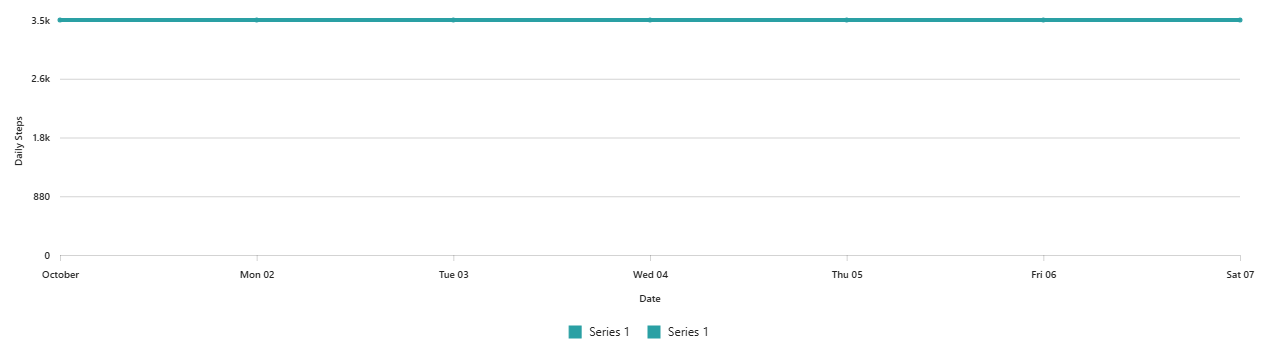 3.5k
2.6k
1.8k
880
0
Daily Steps
October Mon 02 Tue 03 Wed 04 Thu 05 Fri 06 Sat 07
Date
Series 1 Series 1